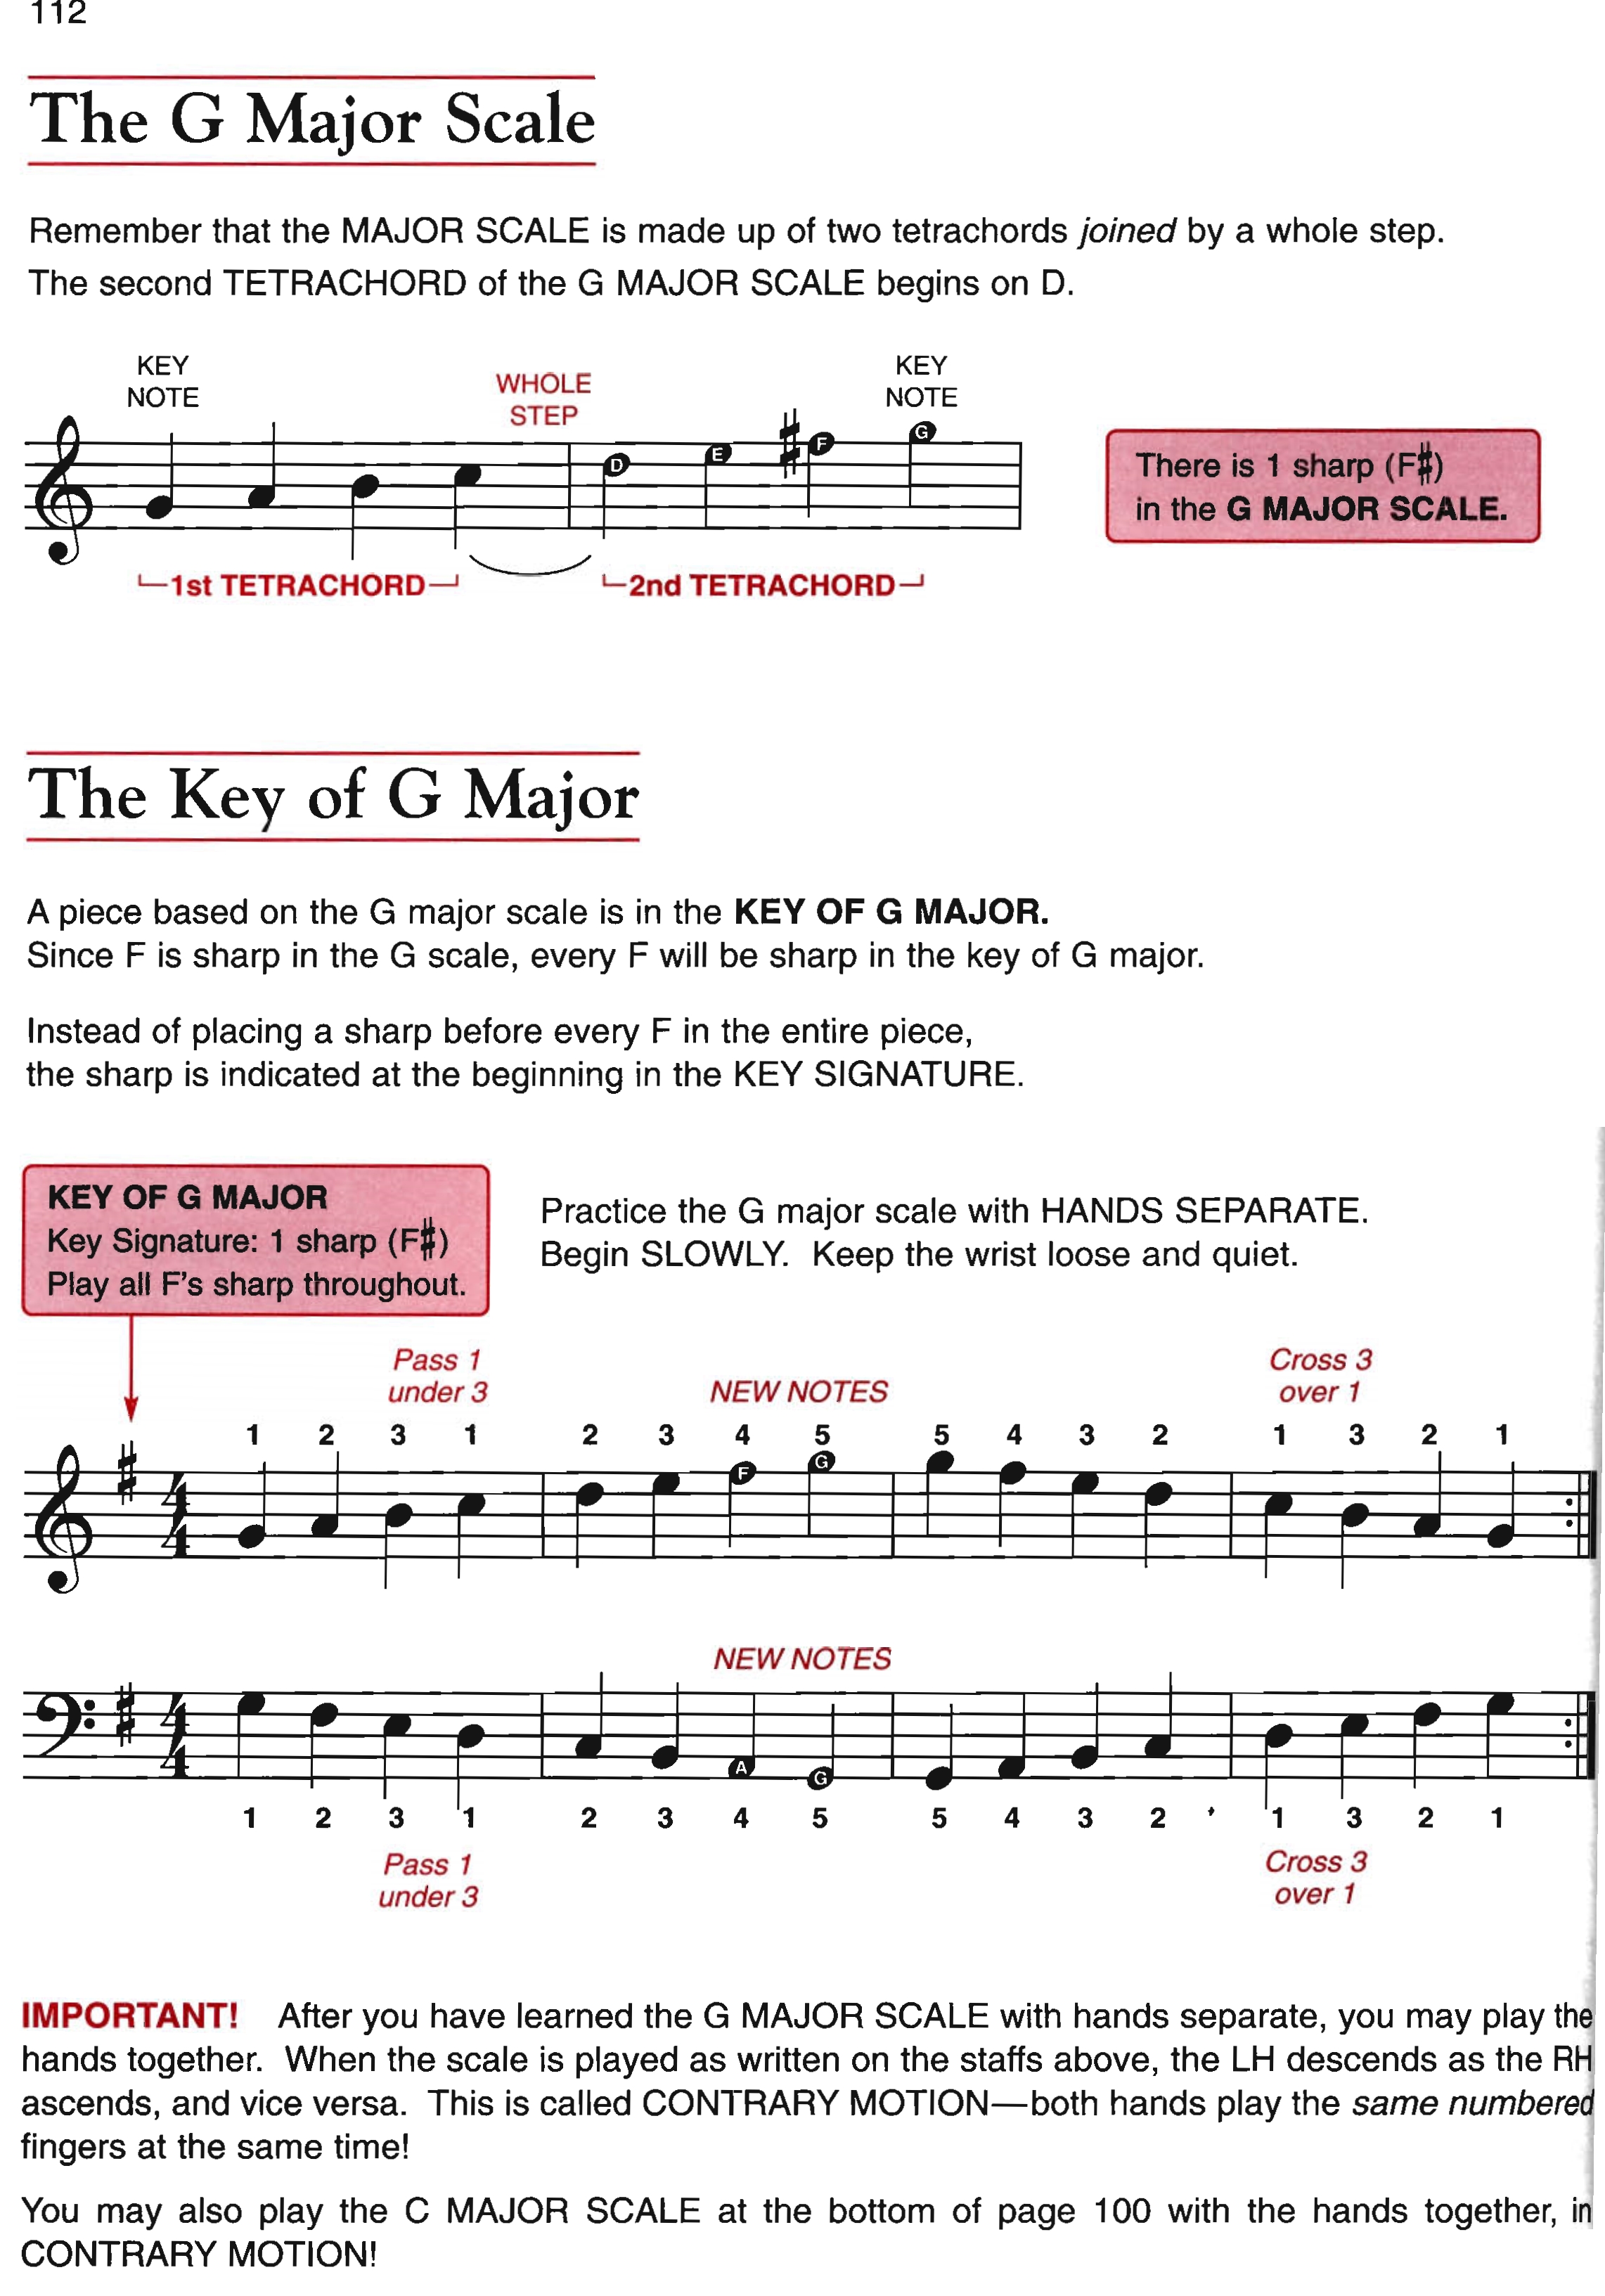 112
The G Major Scale
Remember that the MAJOR SCALE is made up of two tetrachords joined by a whole step.
The second TETRACHORD of the G MAJOR SCALE begins on D.
KEY
NOTE
WHOLE
STEP
KEY
NOTE
D E F G
There is 1 sharp (F♯)
in the G MAJOR SCALE.
1st TETRACHORD 2nd TETRACHORD
The Key of G Major
A piece based on the G major scale is in the KEY OF G MAJOR.
Since F is sharp in the G scale, every F will be sharp in the key of G major.
Instead of placing a sharp before every F in the entire piece,
the sharp is indicated at the beginning in the KEY SIGNATURE.
KEY OF G MAJOR
Key Signature: 1 sharp (F♯)
Play all F's sharp throughout.
Practice the G major scale with HANDS SEPARATE.
Begin SLOWLY. Keep the wrist loose and quiet.
Pass 1
under 3
NEW NOTES
Cross 3
over 1
1 2 3 1 2 3 4 5 5 4 3 2 1 3 2 1
F G
4
4
NEW NOTES
4
4
A G
1 2 3 1 2 3 4 5 5 4 3 2 1 3 2 1
Pass 1
under 3
Cross 3
over 1
IMPORTANT! After you have learned the G MAJOR SCALE with hands separate, you may play the
hands together. When the scale is played as written on the staffs above, the LH descends as the RH
ascends, and vice versa. This is called CONTRARY MOTION—both hands play the same numbered
fingers at the same time!
You may also play the C MAJOR SCALE at the bottom of page 100 with the hands together, in
CONTRARY MOTION!